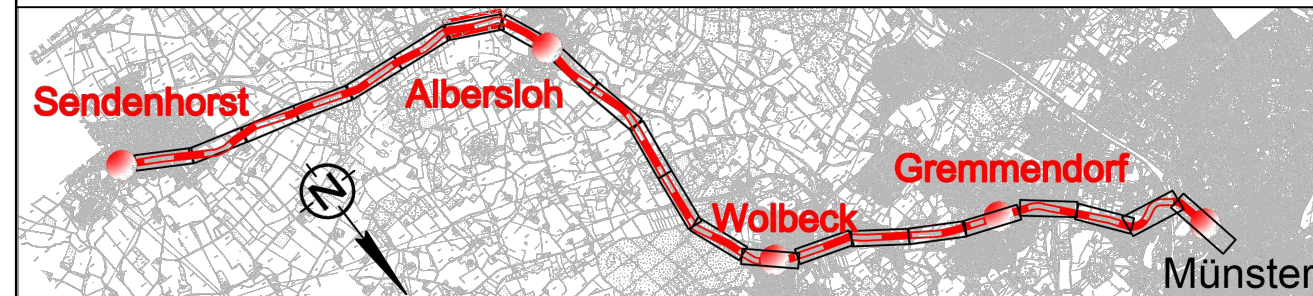 Sendenhorst
Albersloh
N
Wolbeck
Gremmendorf
Münster